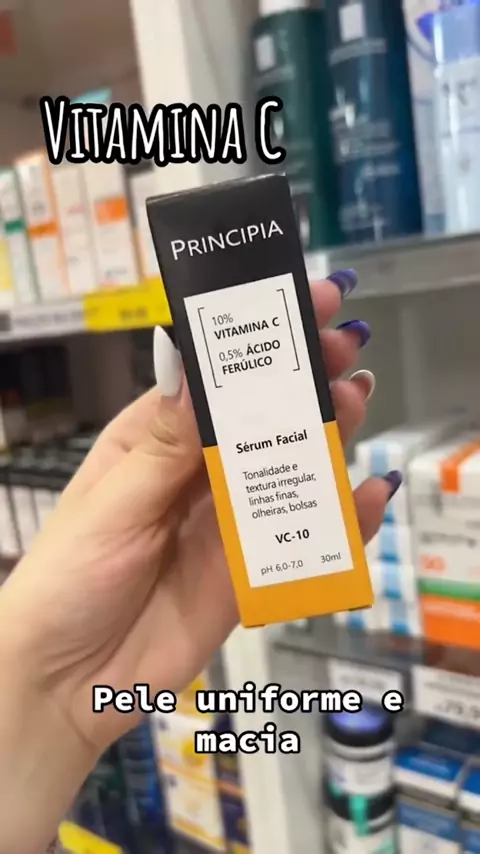 VITAMINA C
PRINCIPIA
10%
VITAMINA C
0,5% ÁCIDO
FERÚLICO
Sérum Facial
Tonalidade e
textura irregular,
linhas finas,
olheiras, bolsas
VC-10
pH 6,0-7,0 30ml
Pele uniforme e
macia